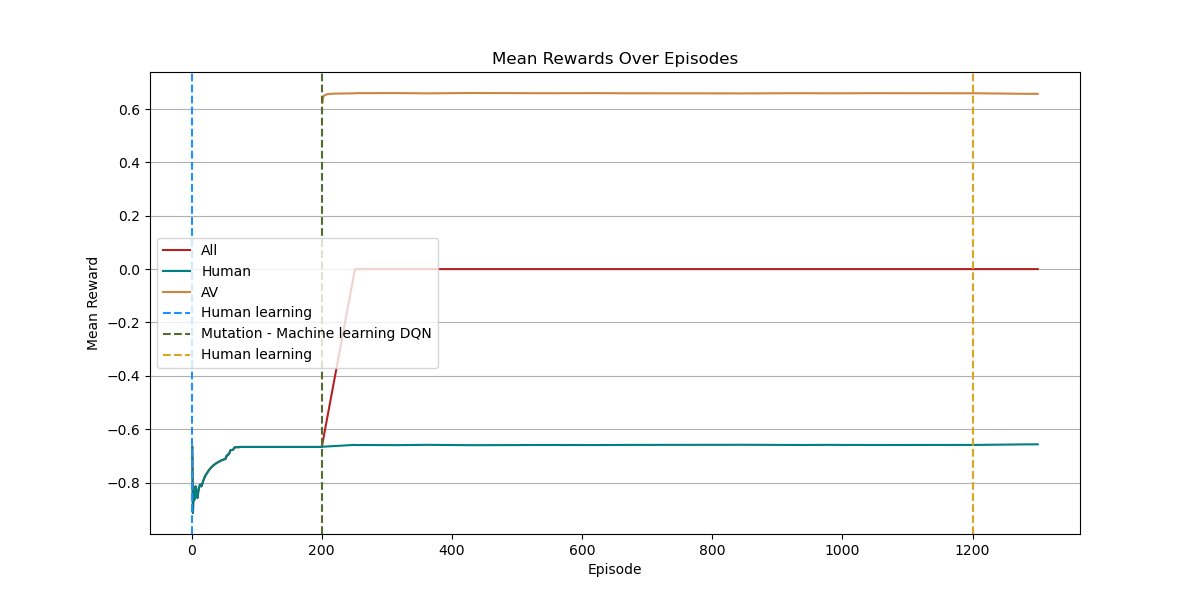 Mean Rewards Over Episodes
Mean Reward
0.6
0.4
0.2
0.0
−0.2
−0.4
−0.6
−0.8
All
Human
AV
Human learning
Mutation - Machine learning DQN
Human learning
0 200 400 600 800 1000 1200
Episode